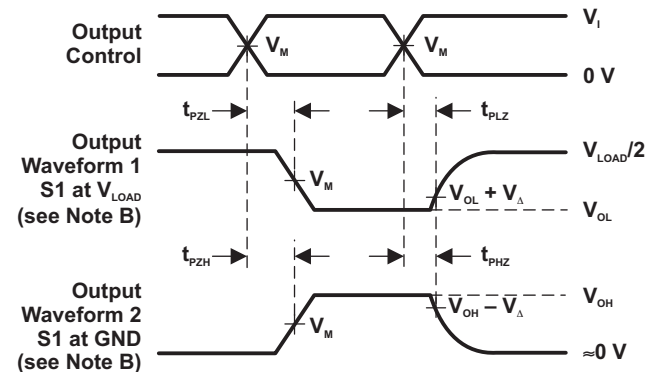 Output
Control
V_M
V_M
V_I
0 V
t_PZL
t_PLZ
Output
Waveform 1
S1 at V_LOAD
(see Note B)
V_M
V_OL + V_Δ
V_LOAD/2
V_OL
t_PZH
t_PHZ
Output
Waveform 2
S1 at GND
(see Note B)
V_M
V_OH – V_Δ
V_OH
≈0 V